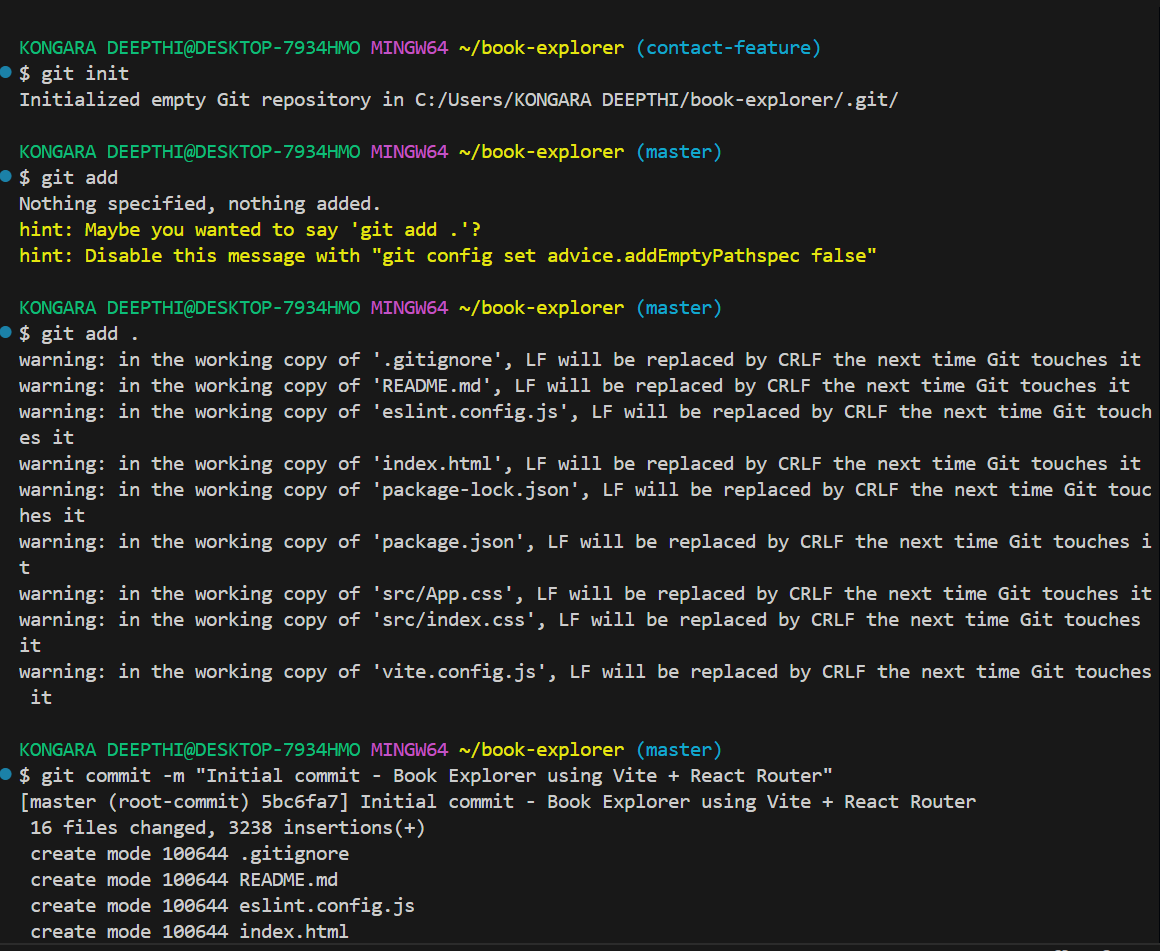 KONGARA DEEPTHI@DESKTOP-7934HMO MINGW64 ~/book-explorer (contact-feature)
$ git init
Initialized empty Git repository in C:/Users/KONGARA DEEPTHI/book-explorer/.git/
KONGARA DEEPTHI@DESKTOP-7934HMO MINGW64 ~/book-explorer (master)
$ git add
Nothing specified, nothing added.
hint: Maybe you wanted to say 'git add .'?
hint: Disable this message with "git config set advice.addEmptyPathspec false"
KONGARA DEEPTHI@DESKTOP-7934HMO MINGW64 ~/book-explorer (master)
$ git add .
warning: in the working copy of '.gitignore', LF will be replaced by CRLF the next time Git touches it
warning: in the working copy of 'README.md', LF will be replaced by CRLF the next time Git touches it
warning: in the working copy of 'eslint.config.js', LF will be replaced by CRLF the next time Git touch
es it
warning: in the working copy of 'index.html', LF will be replaced by CRLF the next time Git touches it
warning: in the working copy of 'package-lock.json', LF will be replaced by CRLF the next time Git touc
hes it
warning: in the working copy of 'package.json', LF will be replaced by CRLF the next time Git touches i
t
warning: in the working copy of 'src/App.css', LF will be replaced by CRLF the next time Git touches it
warning: in the working copy of 'src/index.css', LF will be replaced by CRLF the next time Git touches
it
warning: in the working copy of 'vite.config.js', LF will be replaced by CRLF the next time Git touches
 it
KONGARA DEEPTHI@DESKTOP-7934HMO MINGW64 ~/book-explorer (master)
$ git commit -m "Initial commit - Book Explorer using Vite + React Router"
[master (root-commit) 5bc6fa7] Initial commit - Book Explorer using Vite + React Router
 16 files changed, 3238 insertions(+)
 create mode 100644 .gitignore
 create mode 100644 README.md
 create mode 100644 eslint.config.js
 create mode 100644 index.html